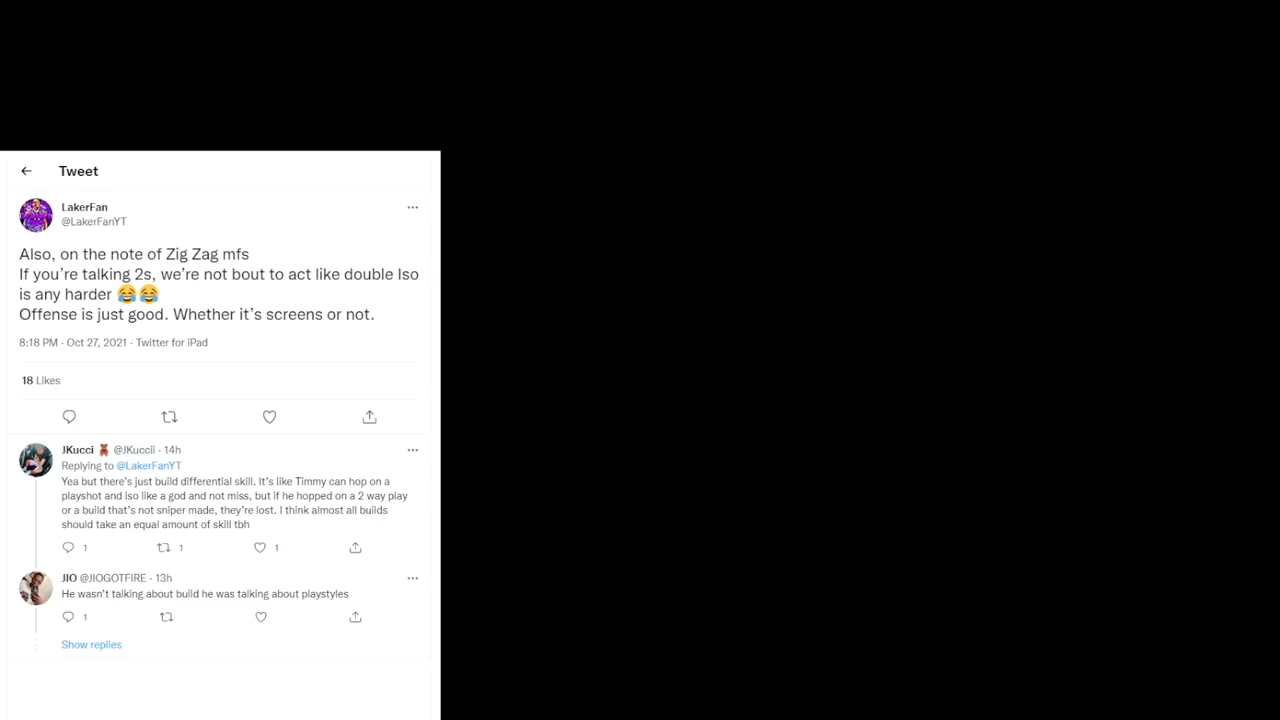 Tweet
LakerFan
@LakerFanYT
Also, on the note of Zig Zag mfs
If you’re talking 2s, we’re not bout to act like double Iso
is any harder 😂😂
Offense is just good. Whether it’s screens or not.
8:18 PM · Oct 27, 2021 · Twitter for iPad
18 Likes
JKucci 🧸 @JKuccii · 14h
Replying to @LakerFanYT
Yea but there’s just build differential skill. It’s like Timmy can hop on a
playshot and iso like a god and not miss, but if he hopped on a 2 way play
or a build that’s not sniper made, they’re lost. I think almost all builds
should take an equal amount of skill tbh
1 1 1
JIO @JIOGOTFIRE · 13h
He wasn’t talking about build he was talking about playstyles
1
Show replies